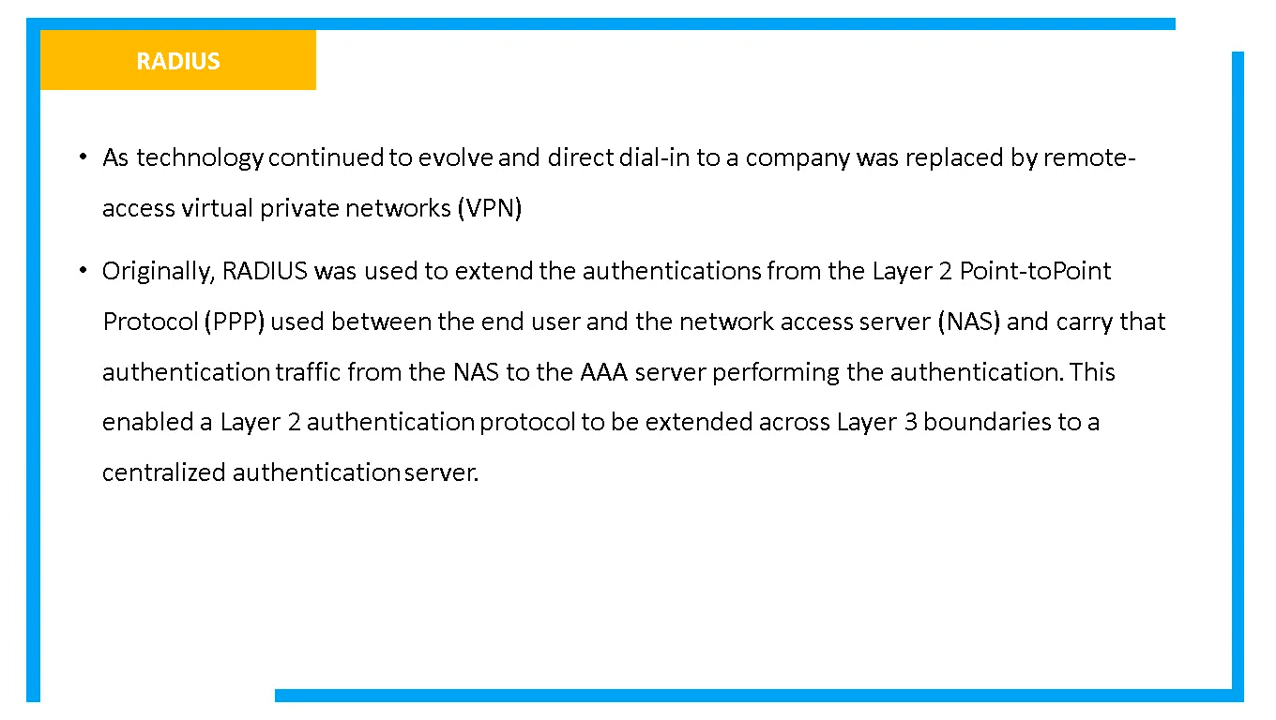 RADIUS
• As technology continued to evolve and direct dial-in to a company was replaced by remote-
access virtual private networks (VPN)
• Originally, RADIUS was used to extend the authentications from the Layer 2 Point-toPoint
Protocol (PPP) used between the end user and the network access server (NAS) and carry that
authentication traffic from the NAS to the AAA server performing the authentication. This
enabled a Layer 2 authentication protocol to be extended across Layer 3 boundaries to a
centralized authentication server.